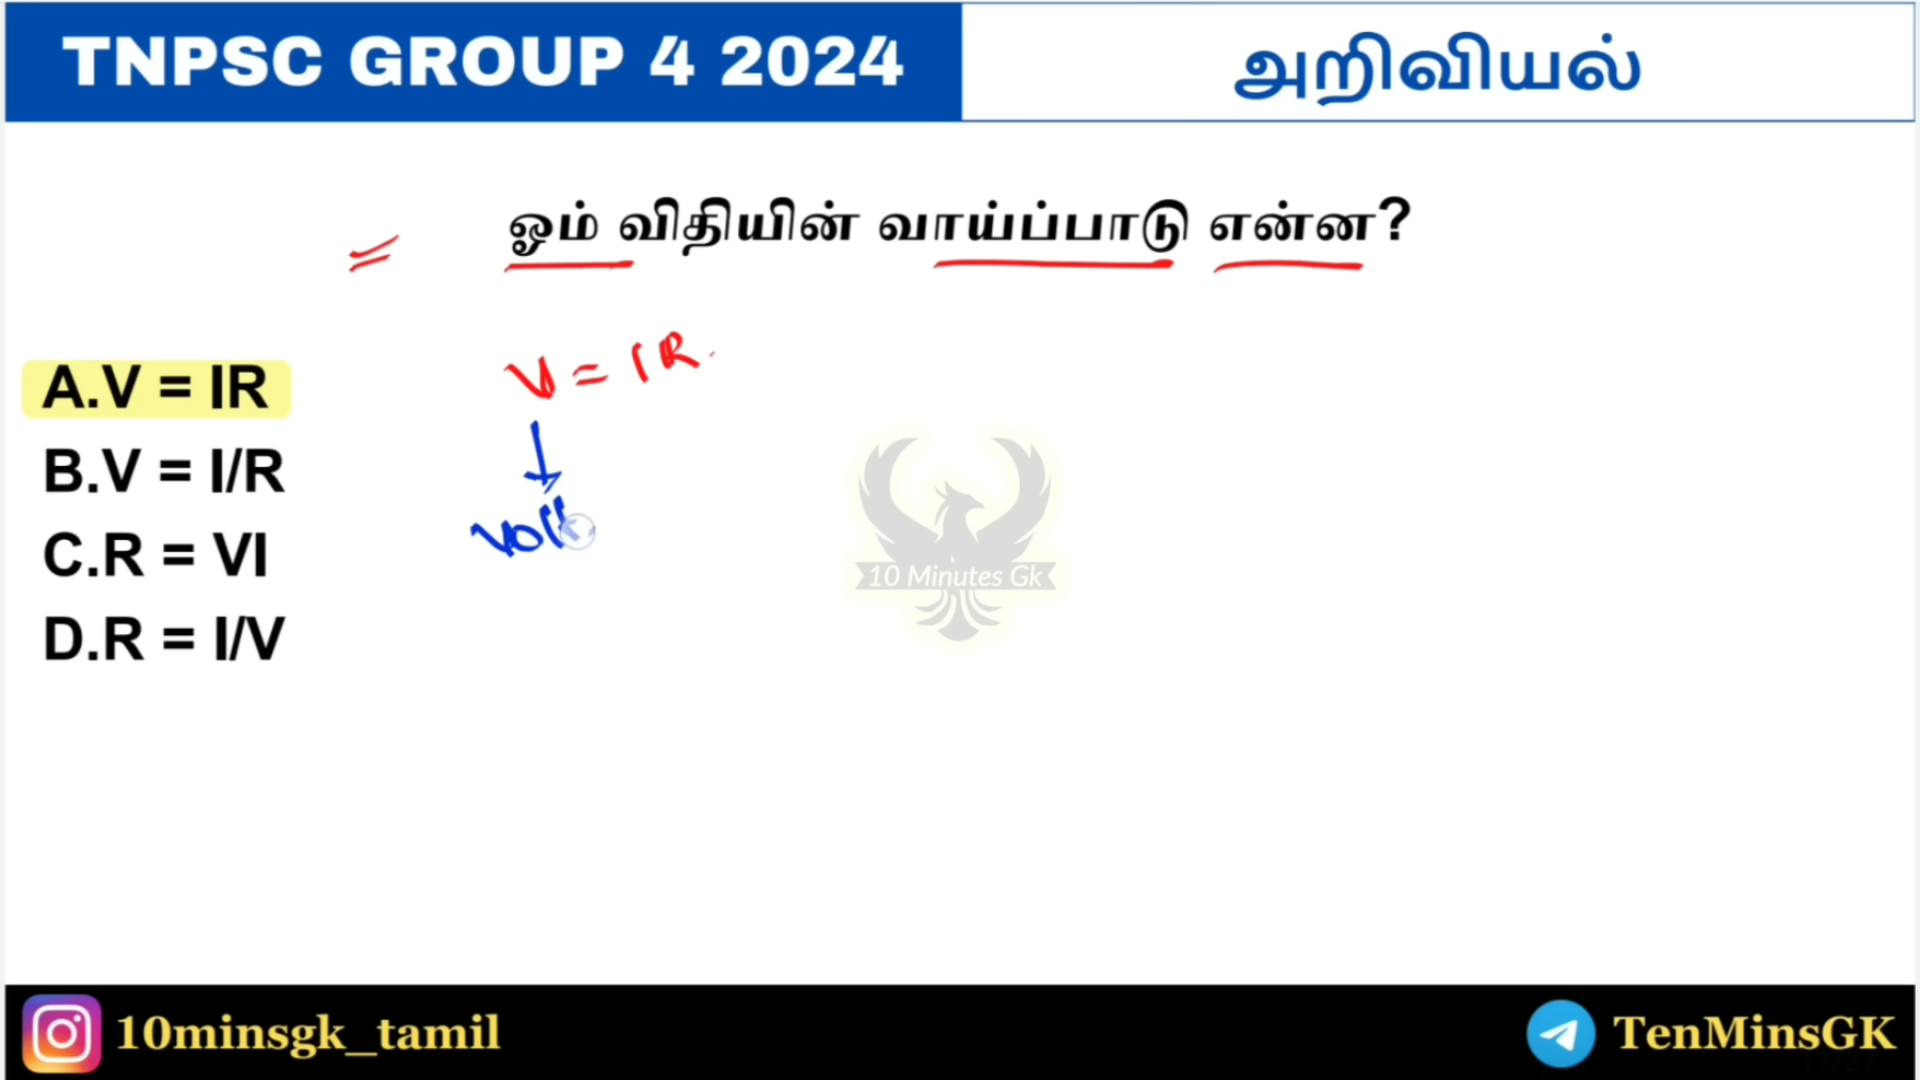 TNPSC GROUP 4 2024
அறிவியல்
ஓம் விதியின் வாய்ப்பாடு என்ன?
A.V = IR
B.V = I/R
C.R = VI
D.R = I/V
V = IR
10 Minutes Gk
10minsgk_tamil
TenMinsGK